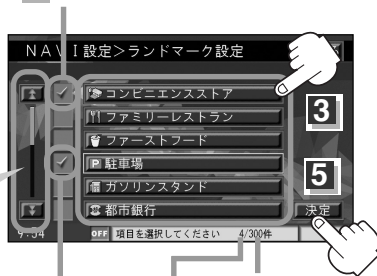 NAVI設定>ランドマーク設定
コンビニエンスストア
ファミリーレストラン
3
ファーストフード
P 駐車場
5
ガソリンスタンド
都市銀行
決定
9:54 OFF 項目を選択してください 4/300件